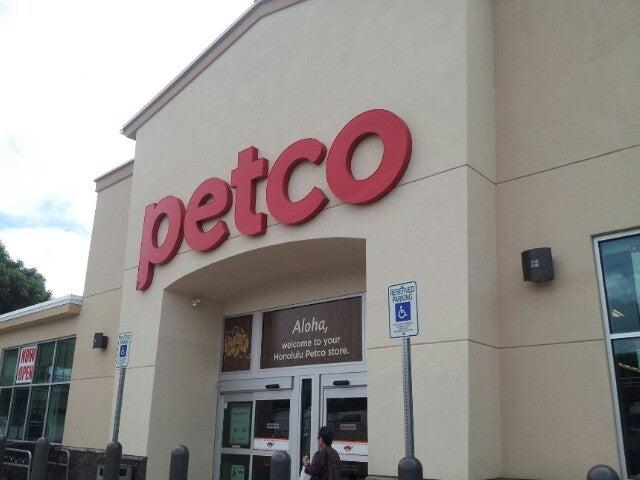 petco
Aloha,
welcome to your
Honolulu Petco store.
RESERVED
PARKING
NOW
OPEN